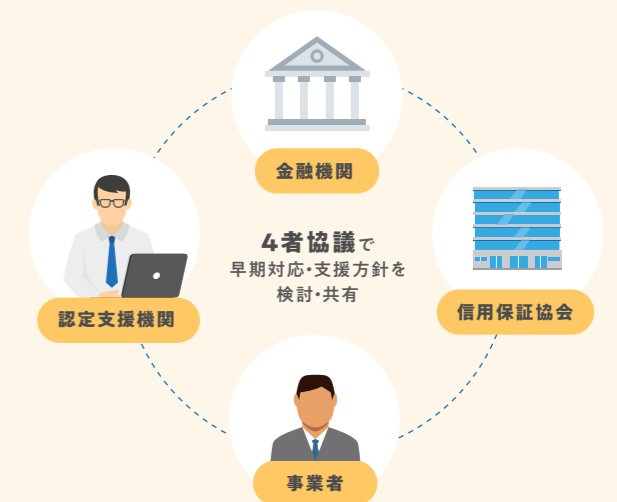 金融機関
4者協議で
早期対応・支援方針を
検討・共有
認定支援機関
信用保証協会
事業者